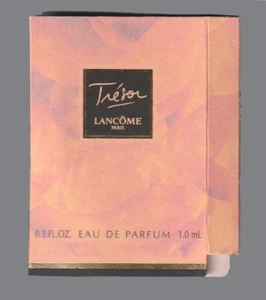 Trésor
LANCÔME
PARIS
0.3 FL.OZ. EAU DE PARFUM 1.0 mL